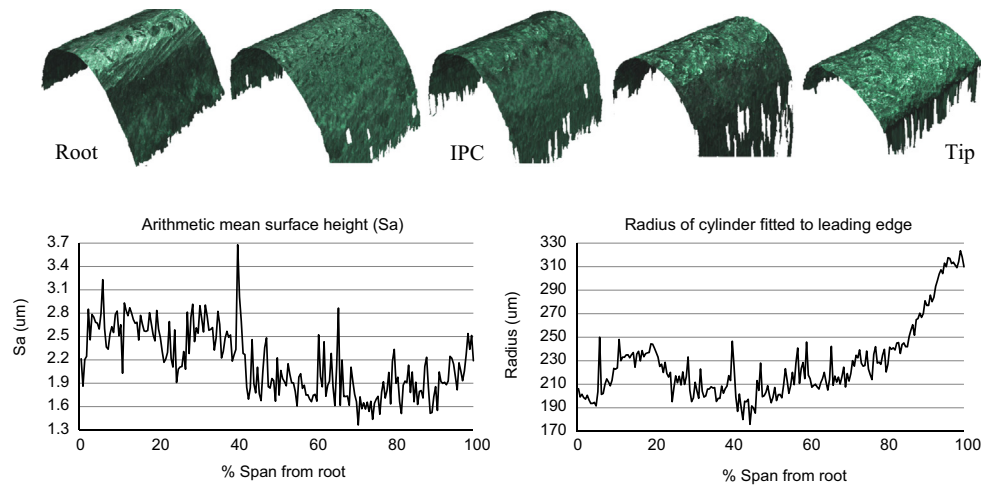 Root
IPC
Tip
Arithmetic mean surface height (Sa)
3.7
3.4
3.1
2.8
2.5
2.2
1.9
1.6
1.3
Sa (um)
0 20 40 60 80 100
% Span from root
Radius of cylinder fitted to leading edge
330
310
290
270
250
230
210
190
170
Radius (um)
0 20 40 60 80 100
% Span from root